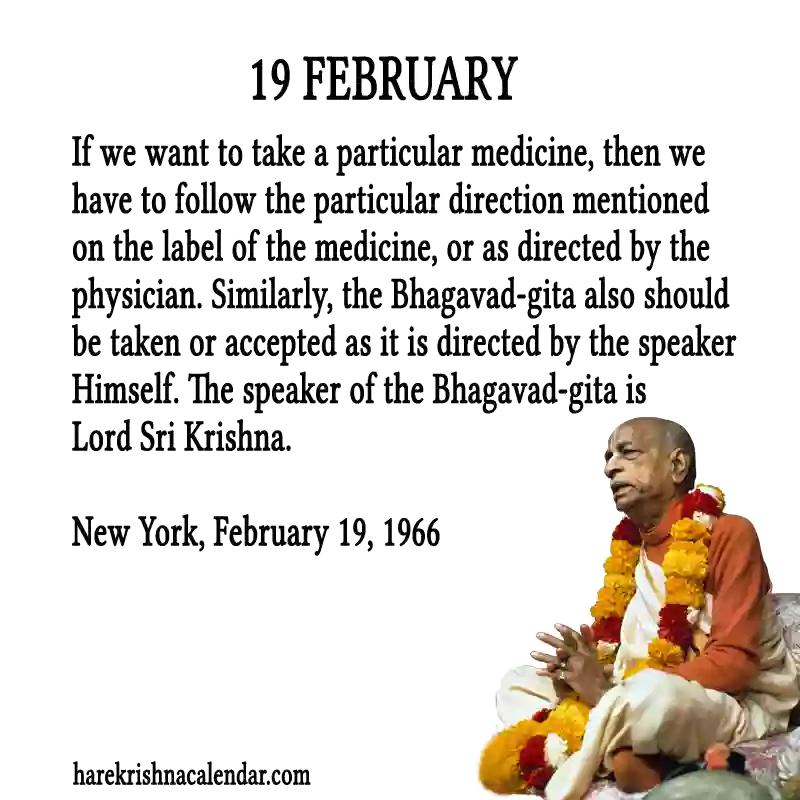 19 FEBRUARY
If we want to take a particular medicine, then we
have to follow the particular direction mentioned
on the label of the medicine, or as directed by the
physician. Similarly, the Bhagavad-gita also should
be taken or accepted as it is directed by the speaker
Himself. The speaker of the Bhagavad-gita is
Lord Sri Krishna.
New York, February 19, 1966
harekrishnacalendar.com